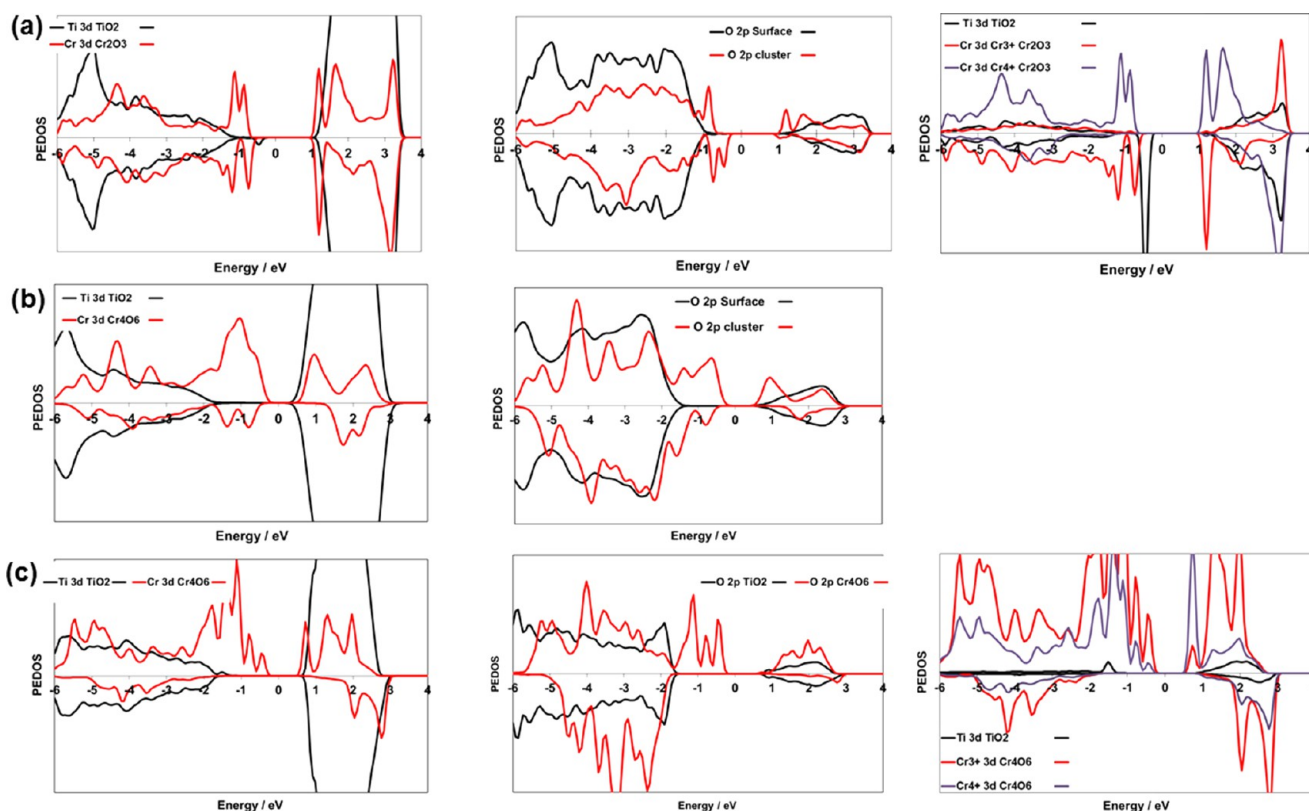 (a)
Ti 3d TiO2
Cr 3d Cr2O3
PEDOS
-6 -5 -4 -3 -2 -1 0 1 2 3 4
Energy / eV
O 2p Surface
O 2p cluster
PEDOS
-6 -5 -4 -3 -2 -1 0 1 2 3 4
Energy / eV
Ti 3d TiO2
Cr 3d Cr3+ Cr2O3
Cr 3d Cr4+ Cr2O3
PEDOS
-6 -5 -4 -3 -2 -1 0 1 2 3 4
Energy / eV
(b)
Ti 3d TiO2
Cr 3d Cr4O6
PEDOS
-6 -5 -4 -3 -2 -1 0 1 2 3 4
Energy / eV
O 2p Surface
O 2p cluster
PEDOS
-6 -5 -4 -3 -2 -1 0 1 2 3 4
Energy / eV
(c)
Ti 3d TiO2 Cr 3d Cr4O6
PEDOS
-6 -5 -4 -3 -2 -1 0 1 2 3 4
Energy / eV
O 2p TiO2 O 2p Cr4O6
PEDOS
-6 -5 -4 -3 -2 -1 0 1 2 3 4
Energy / eV
PEDOS
-6 -5 -4 -3 -2 -1 0 1 2 3 4
Ti 3d TiO2
Cr3+ 3d Cr4O6
Cr4+ 3d Cr4O6
Energy / eV